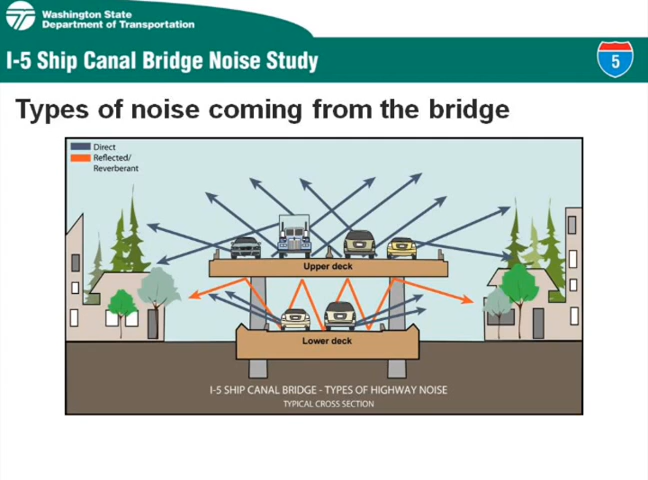 Washington State
Department of Transportation
I-5 Ship Canal Bridge Noise Study
5
Types of noise coming from the bridge
Direct
Reflected/
Reverberant
Upper deck
Lower deck
I-5 SHIP CANAL BRIDGE - TYPES OF HIGHWAY NOISE
TYPICAL CROSS SECTION